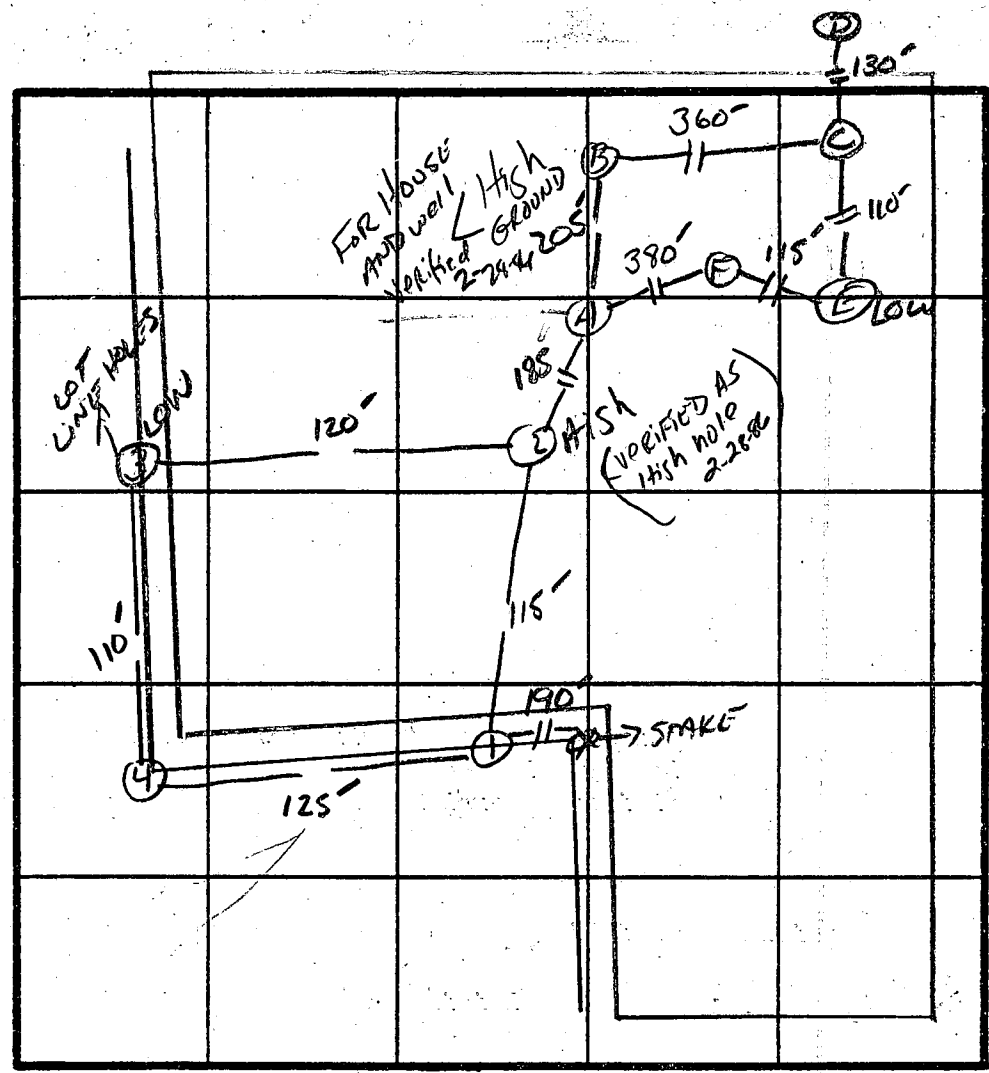 D
130'
360'
C
B
FOR HOUSE
AND well
verified
2-28-86
High
GROUND
205'
110'
380'
F
115'
E LOW
A
LOT
LINE HOLES
LOW
185'
3
120'
2 High
(VERIFIED AS
High hole
2-28-86)
110'
115'
190'
1
STAKE
4
125'